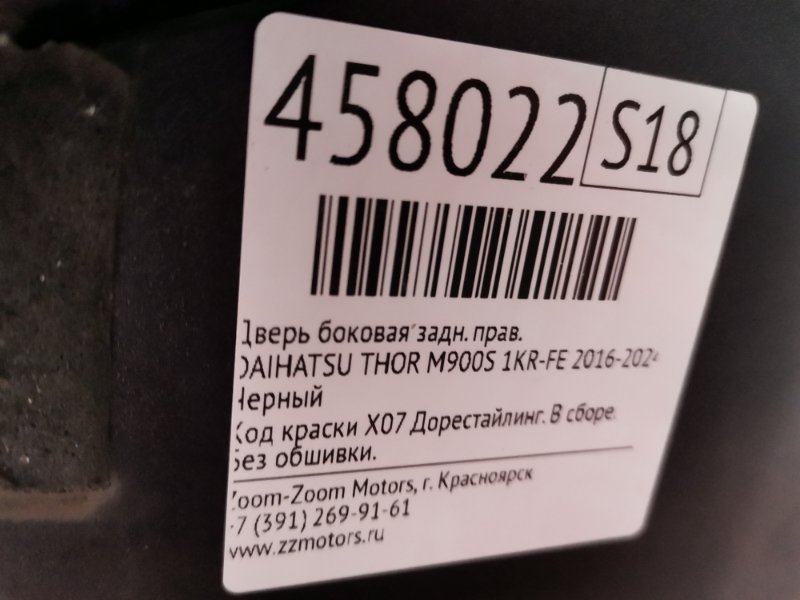 458022 S18
Дверь боковая задн. прав.
DAIHATSU THOR M900S 1KR-FE 2016-2024
Черный
Код краски X07 Дорестайлинг. В сборе.
Без обшивки.
Zoom-Zoom Motors, г. Красноярск
+7 (391) 269-91-61
www.zzmotors.ru